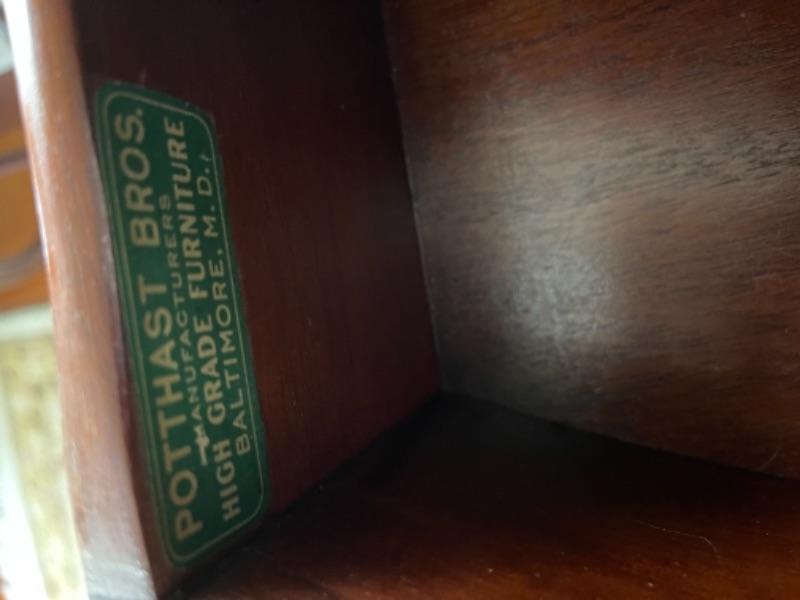 POTTHAST BROS.
MANUFACTURERS
HIGH GRADE FURNITURE
BALTIMORE, M.D.